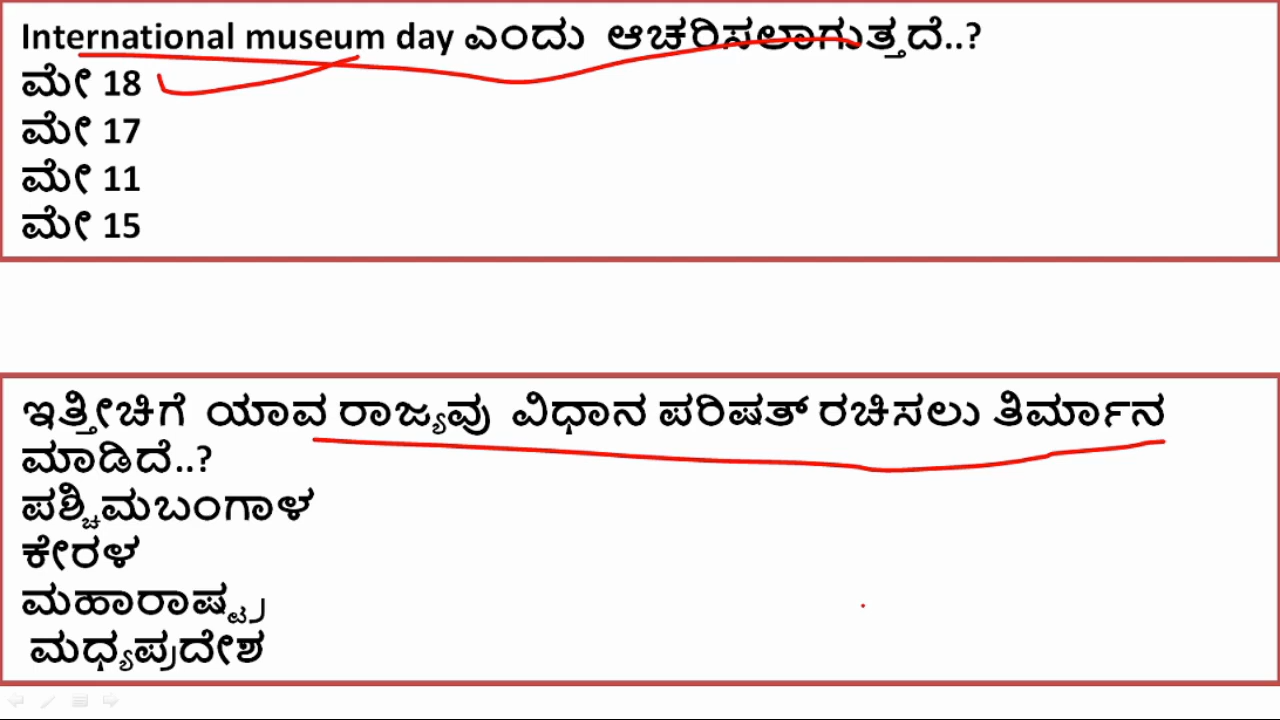 International museum day ಎಂದು ಆಚರಿಸಲಾಗುತ್ತದೆ..?
ಮೇ 18
ಮೇ 17
ಮೇ 11
ಮೇ 15
ಇತ್ತೀಚಿಗೆ ಯಾವ ರಾಜ್ಯವು ವಿಧಾನ ಪರಿಷತ್ ರಚಿಸಲು ತಿರ್ಮಾನ
ಮಾಡಿದೆ..?
ಪಶ್ಚಿಮಬಂಗಾಳ
ಕೇರಳ
ಮಹಾರಾಷ್ಟ್ರ
ಮಧ್ಯಪ್ರದೇಶ